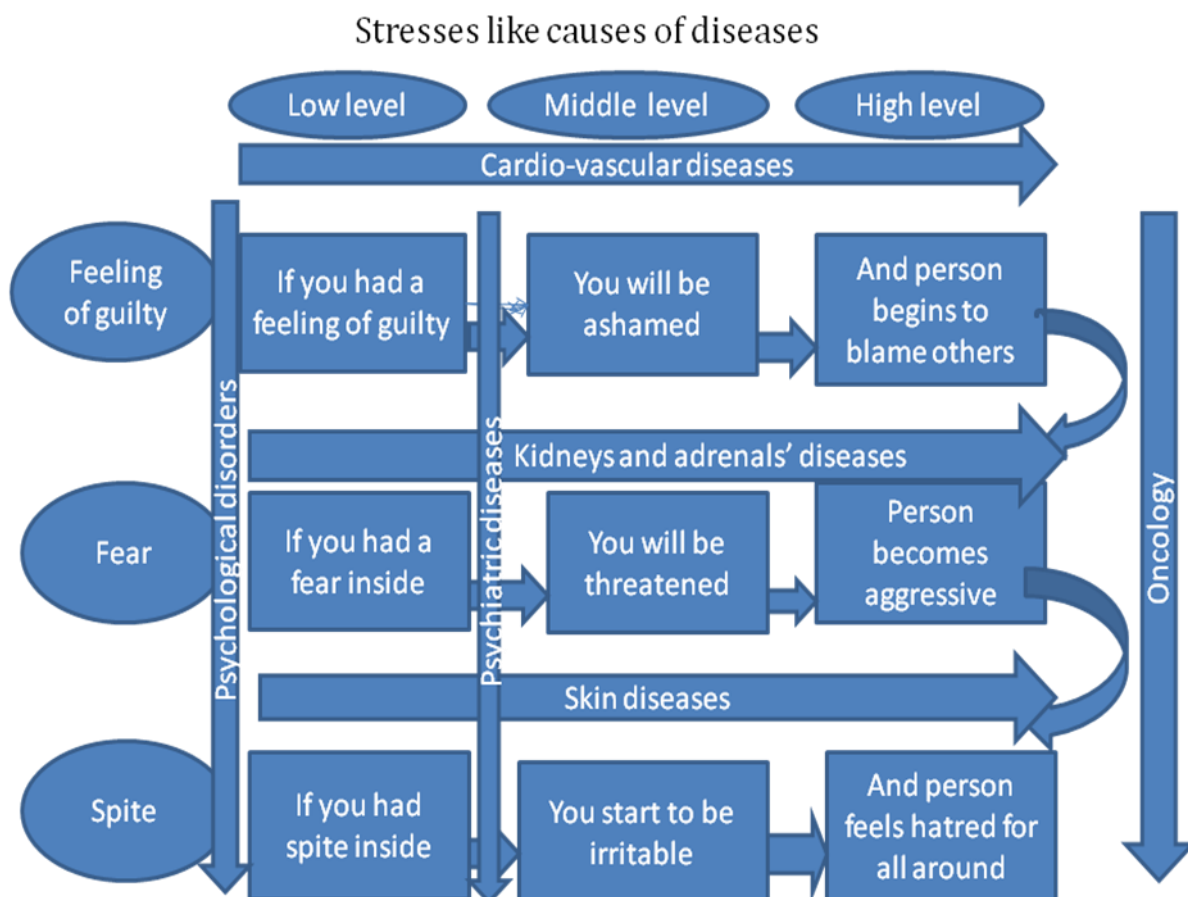 Stresses like causes of diseases
Low level
Middle level
High level
Cardio-vascular diseases
Feeling
of guilty
If you had a
feeling of guilty
You will be
ashamed
And person
begins to
blame others
Psychological disorders
Psychiatric diseases
Oncology
Kidneys and adrenals’ diseases
Fear
If you had a
fear inside
You will be
threatened
Person
becomes
aggressive
Skin diseases
Spite
If you had
spite inside
You start to be
irritable
And person
feels hatred for
all around